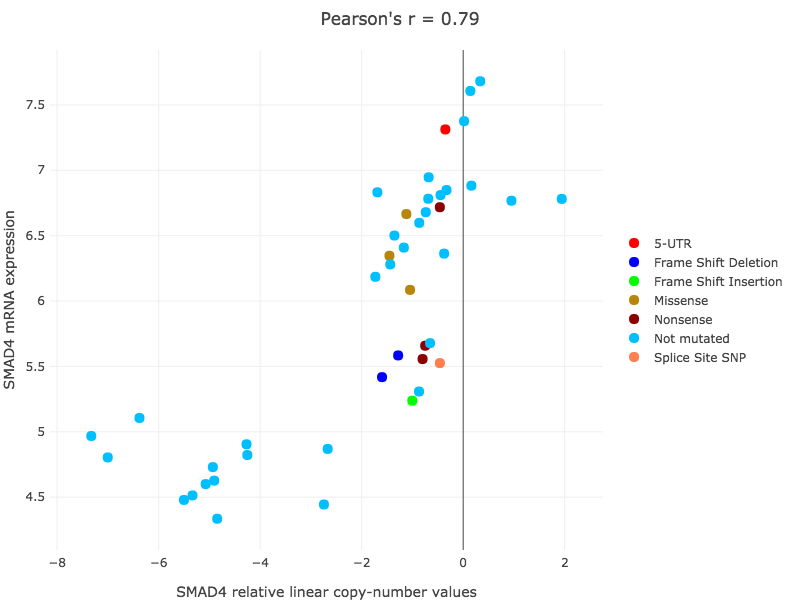 Pearson's r = 0.79
7.5
7
6.5
6
5.5
5
4.5
SMAD4 mRNA expression
−8
−6
−4
−2
0
2
SMAD4 relative linear copy-number values
5-UTR
Frame Shift Deletion
Frame Shift Insertion
Missense
Nonsense
Not mutated
Splice Site SNP